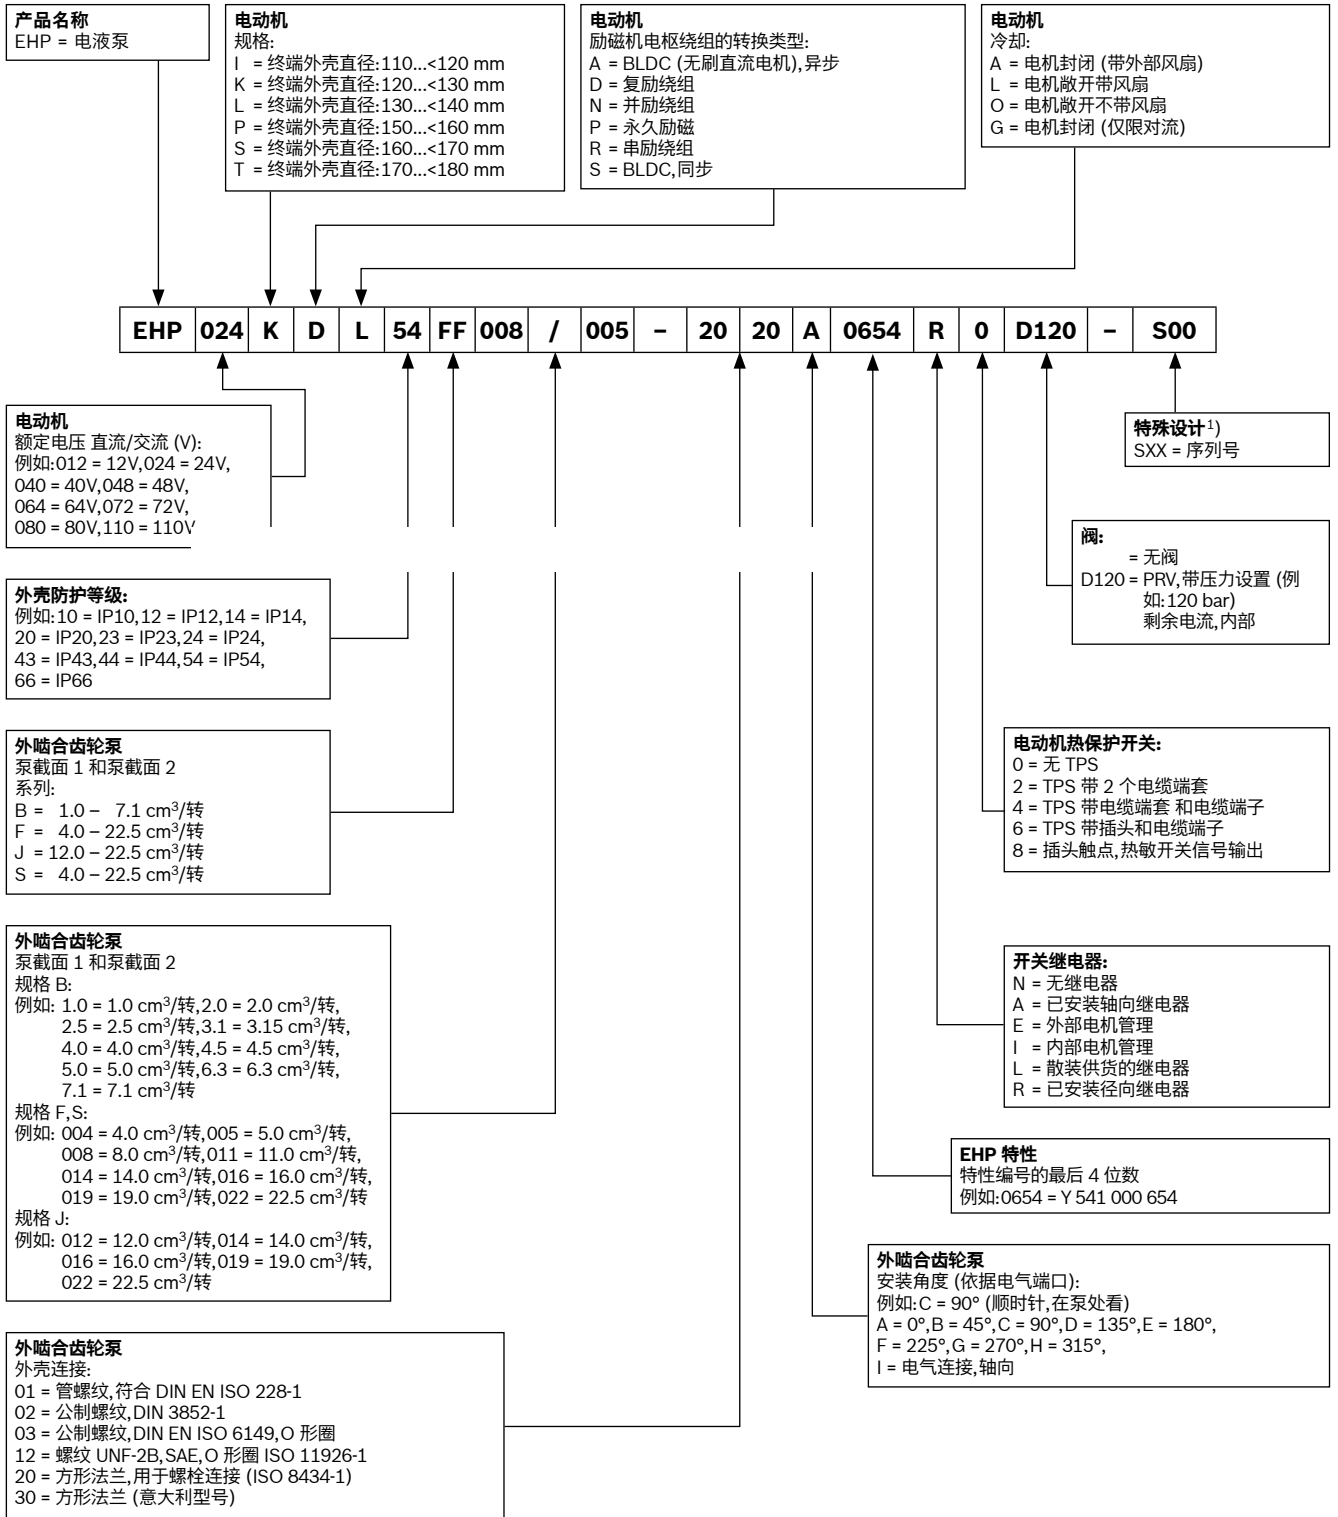 产品名称
EHP = 电液泵
电动机
规格:
I = 终端外壳直径:110...<120 mm
K = 终端外壳直径:120...<130 mm
L = 终端外壳直径:130...<140 mm
P = 终端外壳直径:150...<160 mm
S = 终端外壳直径:160...<170 mm
T = 终端外壳直径:170...<180 mm
电动机
励磁机电枢绕组的转换类型:
A = BLDC (无刷直流电机),异步
D = 复励绕组
N = 并励绕组
P = 永久励磁
R = 串励绕组
S = BLDC,同步
电动机
冷却:
A = 电机封闭 (带外部风扇)
L = 电机敞开带风扇
O = 电机敞开不带风扇
G = 电机封闭 (仅限对流)
EHP 024 K D L 54 FF 008 / 005 – 20 20 A 0654 R 0 D120 – S00
电动机
额定电压 直流/交流 (V):
例如:012 = 12V,024 = 24V,
040 = 40V,048 = 48V,
064 = 64V,072 = 72V,
080 = 80V,110 = 110V
外壳防护等级:
例如:10 = IP10,12 = IP12,14 = IP14,
20 = IP20,23 = IP23,24 = IP24,
43 = IP43,44 = IP44,54 = IP54,
66 = IP66
外啮合齿轮泵
泵截面 1 和泵截面 2
系列:
B = 1.0 – 7.1 cm³/转
F = 4.0 – 22.5 cm³/转
J = 12.0 – 22.5 cm³/转
S = 4.0 – 22.5 cm³/转
外啮合齿轮泵
泵截面 1 和泵截面 2
规格 B:
例如: 1.0 = 1.0 cm³/转,2.0 = 2.0 cm³/转,
2.5 = 2.5 cm³/转,3.1 = 3.15 cm³/转,
4.0 = 4.0 cm³/转,4.5 = 4.5 cm³/转,
5.0 = 5.0 cm³/转,6.3 = 6.3 cm³/转,
7.1 = 7.1 cm³/转
规格 F,S:
例如: 004 = 4.0 cm³/转,005 = 5.0 cm³/转,
008 = 8.0 cm³/转,011 = 11.0 cm³/转,
014 = 14.0 cm³/转,016 = 16.0 cm³/转,
019 = 19.0 cm³/转,022 = 22.5 cm³/转
规格 J:
例如: 012 = 12.0 cm³/转,014 = 14.0 cm³/转,
016 = 16.0 cm³/转,019 = 19.0 cm³/转,
022 = 22.5 cm³/转
外啮合齿轮泵
外壳连接:
01 = 管螺纹,符合 DIN EN ISO 228-1
02 = 公制螺纹,DIN 3852-1
03 = 公制螺纹,DIN EN ISO 6149,O 形圈
12 = 螺纹 UNF-2B,SAE,O 形圈 ISO 11926-1
20 = 方形法兰,用于螺栓连接 (ISO 8434-1)
30 = 方形法兰 (意大利型号)
特殊设计¹)
SXX = 序列号
阀:
= 无阀
D120 = PRV,带压力设置 (例
如:120 bar)
剩余电流,内部
电动机热保护开关:
0 = 无 TPS
2 = TPS 带 2 个电缆端套
4 = TPS 带电缆端套 和电缆端子
6 = TPS 带插头和电缆端子
8 = 插头触点,热敏开关信号输出
开关继电器:
N = 无继电器
A = 已安装轴向继电器
E = 外部电机管理
I = 内部电机管理
L = 散装供货的继电器
R = 已安装径向继电器
EHP 特性
特性编号的最后 4 位数
例如:0654 = Y 541 000 654
外啮合齿轮泵
安装角度 (依据电气端口):
例如:C = 90° (顺时针,在泵处看)
A = 0°,B = 45°,C = 90°,D = 135°,E = 180°,
F = 225°,G = 270°,H = 315°,
I = 电气连接,轴向